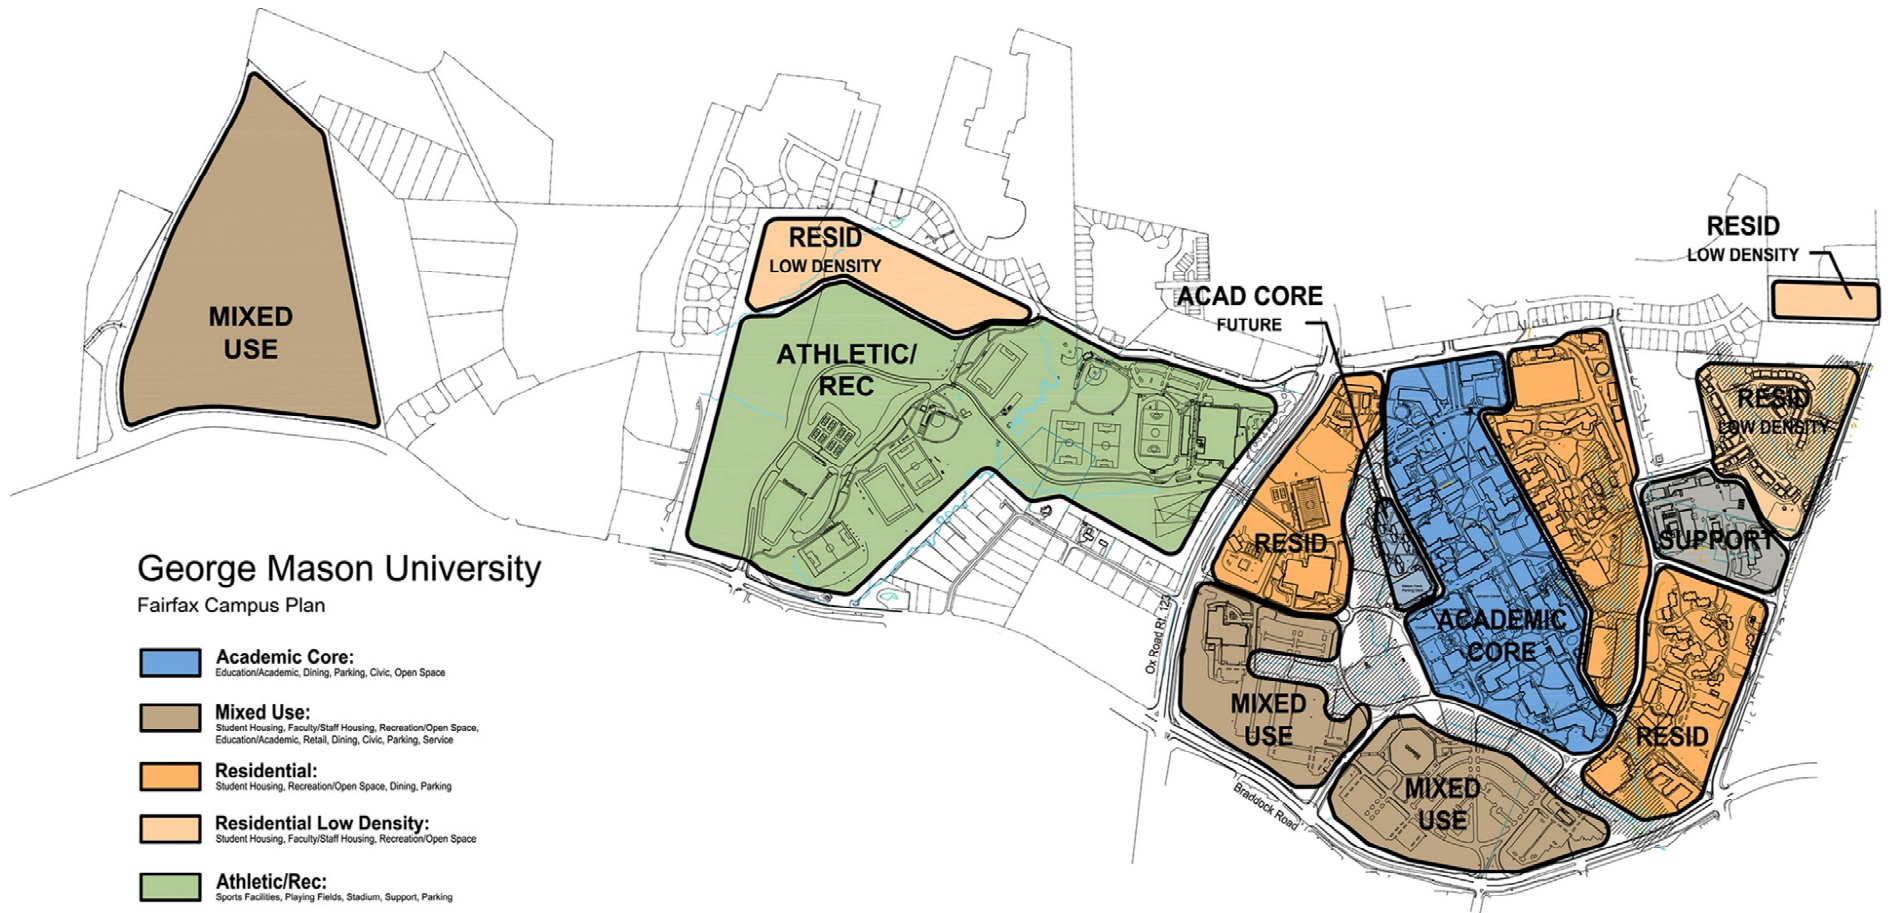 RESID
LOW DENSITY
RESID
LOW DENSITY
ACAD CORE
FUTURE
MIXED
USE
ATHLETIC/
REC
RESID
LOW DENSITY
RESID
SUPPORT
ACADEMIC
CORE
MIXED
USE
RESID
MIXED
USE
Ox Road Rt. 123
Braddock Road
George Mason University
Fairfax Campus Plan
Academic Core:
Education/Academic, Dining, Parking, Civic, Open Space
Mixed Use:
Student Housing, Faculty/Staff Housing, Recreation/Open Space,
Education/Academic, Retail, Dining, Civic, Parking, Service
Residential:
Student Housing, Recreation/Open Space, Dining, Parking
Residential Low Density:
Student Housing, Faculty/Staff Housing, Recreation/Open Space
Athletic/Rec:
Sports Facilities, Playing Fields, Stadium, Support, Parking